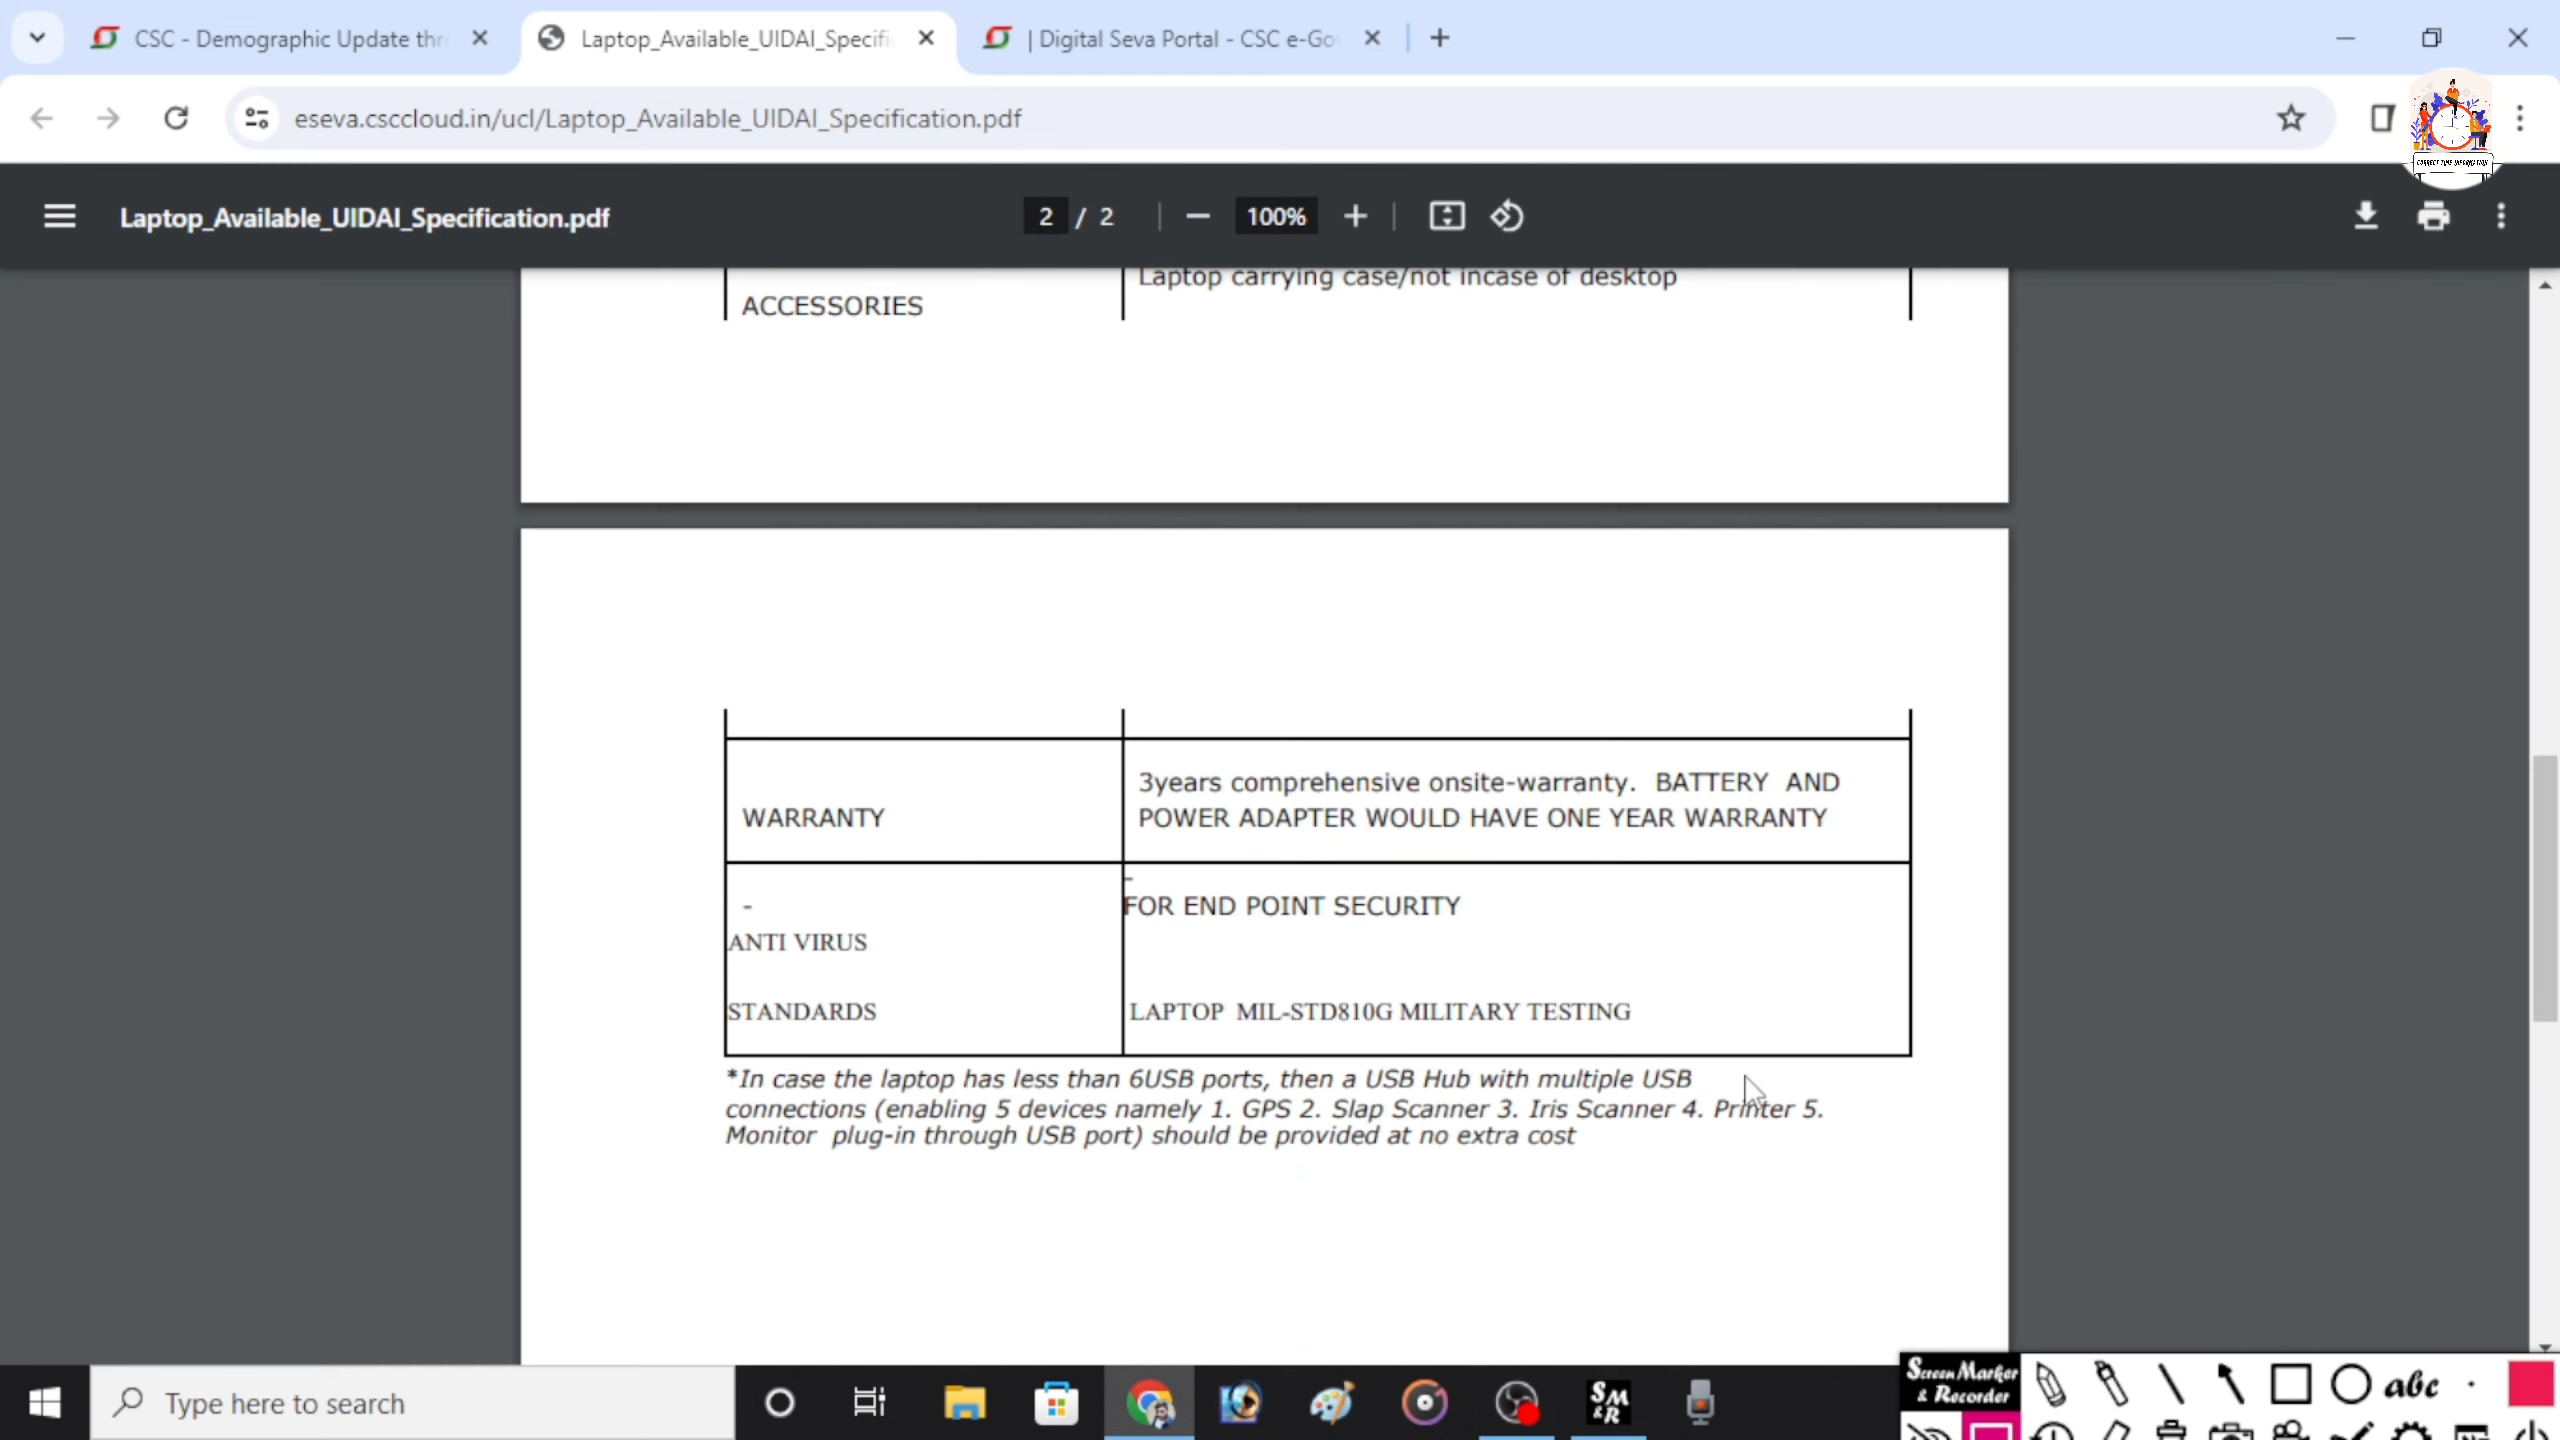 CSC - Demographic Update thr
Laptop_Available_UIDAI_Specifi
| Digital Seva Portal - CSC e-Go
eseva.csccloud.in/ucl/Laptop_Available_UIDAI_Specification.pdf
CORRECT TIME INFORMATION
Laptop_Available_UIDAI_Specification.pdf
2 / 2
100%
Laptop carrying case/not incase of desktop
ACCESSORIES
3years comprehensive onsite-warranty. BATTERY AND
WARRANTY
POWER ADAPTER WOULD HAVE ONE YEAR WARRANTY
-
- FOR END POINT SECURITY
ANTI VIRUS
STANDARDS
LAPTOP MIL-STD810G MILITARY TESTING
*In case the laptop has less than 6USB ports, then a USB Hub with multiple USB
connections (enabling 5 devices namely 1. GPS 2. Slap Scanner 3. Iris Scanner 4. Printer 5.
Monitor plug-in through USB port) should be provided at no extra cost
Type here to search
SM
&R
Screen Marker
& Recorder
abc